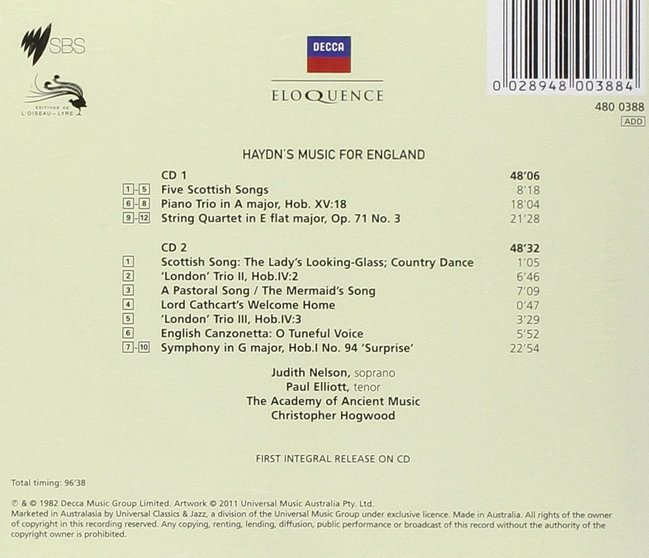 SBS
EDITIONS DE
L'OISEAU-LYRE
DECCA
ELOQUENCE
0 028948 003884
480 0388
ADD
HAYDN'S MUSIC FOR ENGLAND
CD 1 48'06
1-5 Five Scottish Songs 8'18
6-8 Piano Trio in A major, Hob. XV:18 18'04
9-12 String Quartet in E flat major, Op. 71 No. 3 21'28
CD 2 48'32
1 Scottish Song: The Lady's Looking-Glass; Country Dance 1'05
2 'London' Trio II, Hob.IV:2 6'46
3 A Pastoral Song / The Mermaid's Song 7'09
4 Lord Cathcart's Welcome Home 0'47
5 'London' Trio III, Hob.IV:3 3'29
6 English Canzonetta: O Tuneful Voice 5'52
7-10 Symphony in G major, Hob.I No. 94 'Surprise' 22'54
Judith Nelson, soprano
Paul Elliott, tenor
The Academy of Ancient Music
Christopher Hogwood
FIRST INTEGRAL RELEASE ON CD
Total timing: 96'38
℗ & © 1982 Decca Music Group Limited. Artwork © 2011 Universal Music Australia Pty. Ltd.
Marketed in Australasia by Universal Classics & Jazz, a division of the Universal Music Group under exclusive licence. Made in Australia. All rights of the owner
of copyright in this recording reserved. Any copying, renting, lending, diffusion, public performance or broadcast of this record without the authority of the
copyright owner is prohibited.